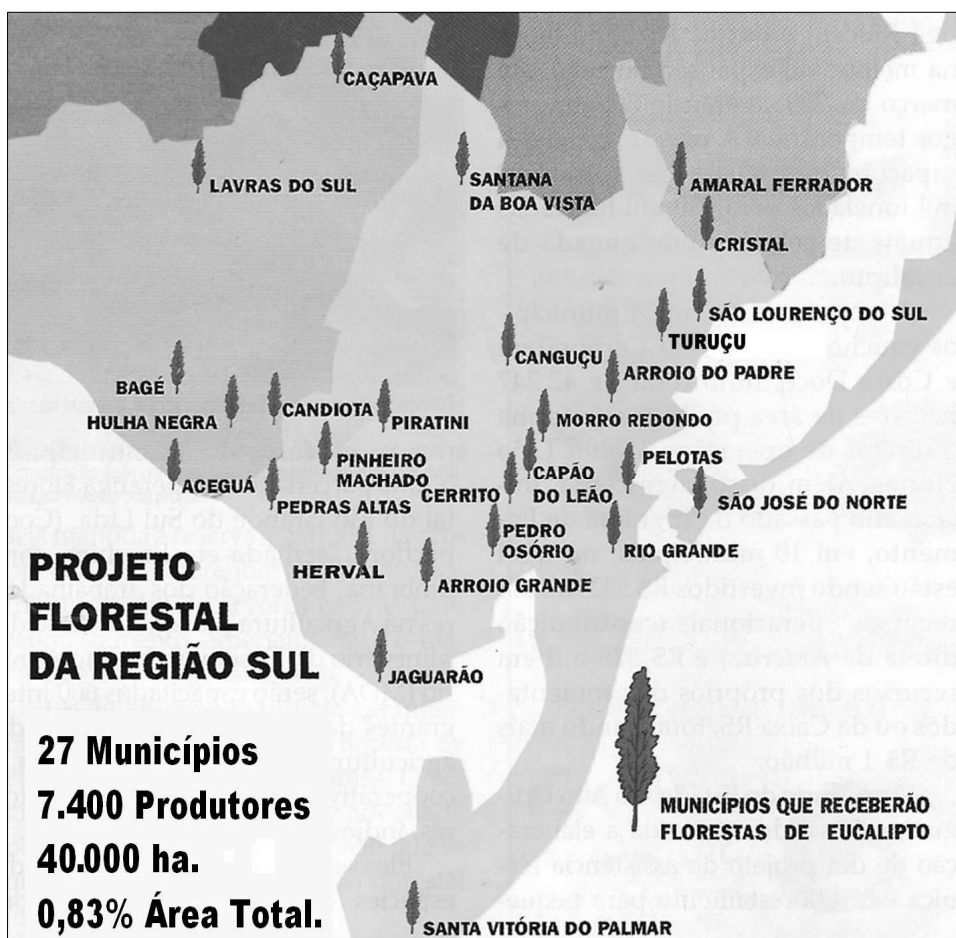 CAÇAPAVA
LAVRAS DO SUL
SANTANA
DA BOA VISTA
AMARAL FERRADOR
CRISTAL
SÃO LOURENÇO DO SUL
TURUÇU
CANGUÇU
ARROIO DO PADRE
BAGÉ
HULHA NEGRA
CANDIOTA
PIRATINI
MORRO REDONDO
PINHEIRO
MACHADO
PELOTAS
ACEGUÁ
PEDRAS ALTAS
CERRITO
CAPÃO
DO LEÃO
SÃO JOSÉ DO NORTE
PEDRO
OSÓRIO
RIO GRANDE
HERVAL
ARROIO GRANDE
JAGUARÃO
PROJETO
FLORESTAL
DA REGIÃO SUL
27 Municípios
7.400 Produtores
40.000 ha.
0,83% Área Total.
MUNICÍPIOS QUE RECEBERÃO
FLORESTAS DE EUCALIPTO
SANTA VITÓRIA DO PALMAR